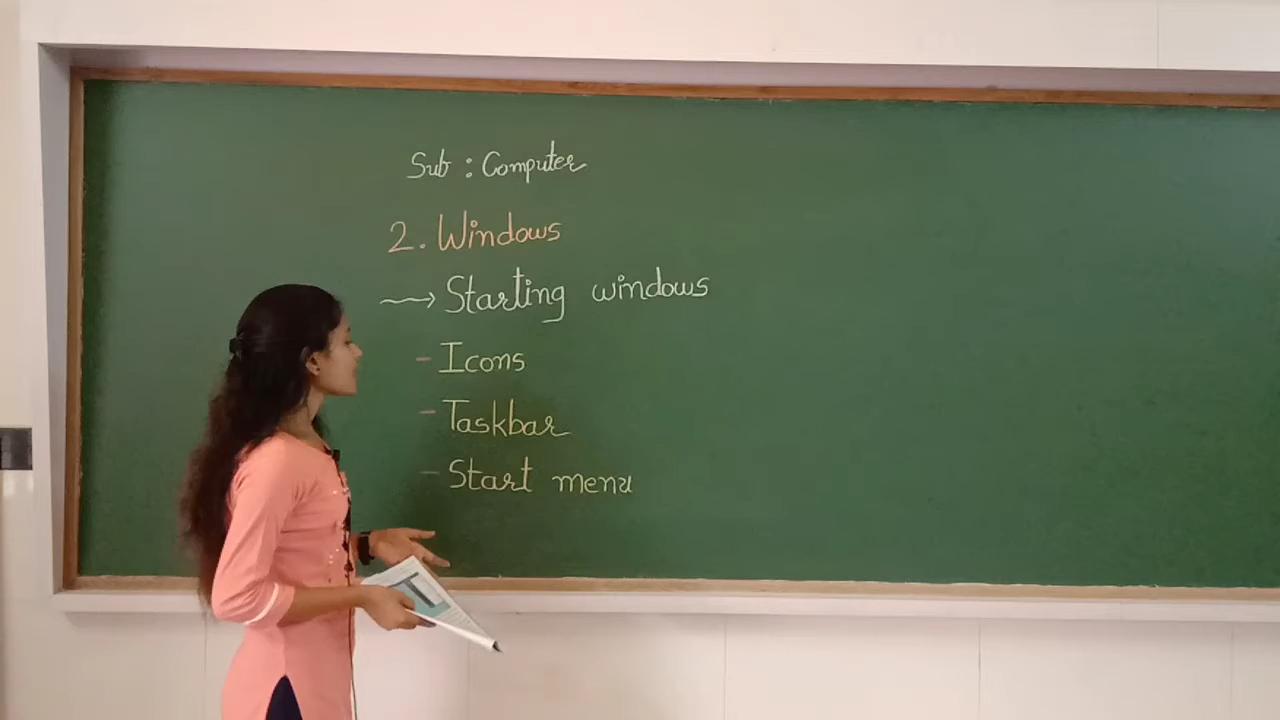 Sub : Computer
2. Windows
→ Starting windows
- Icons
- Taskbar
- Start menu